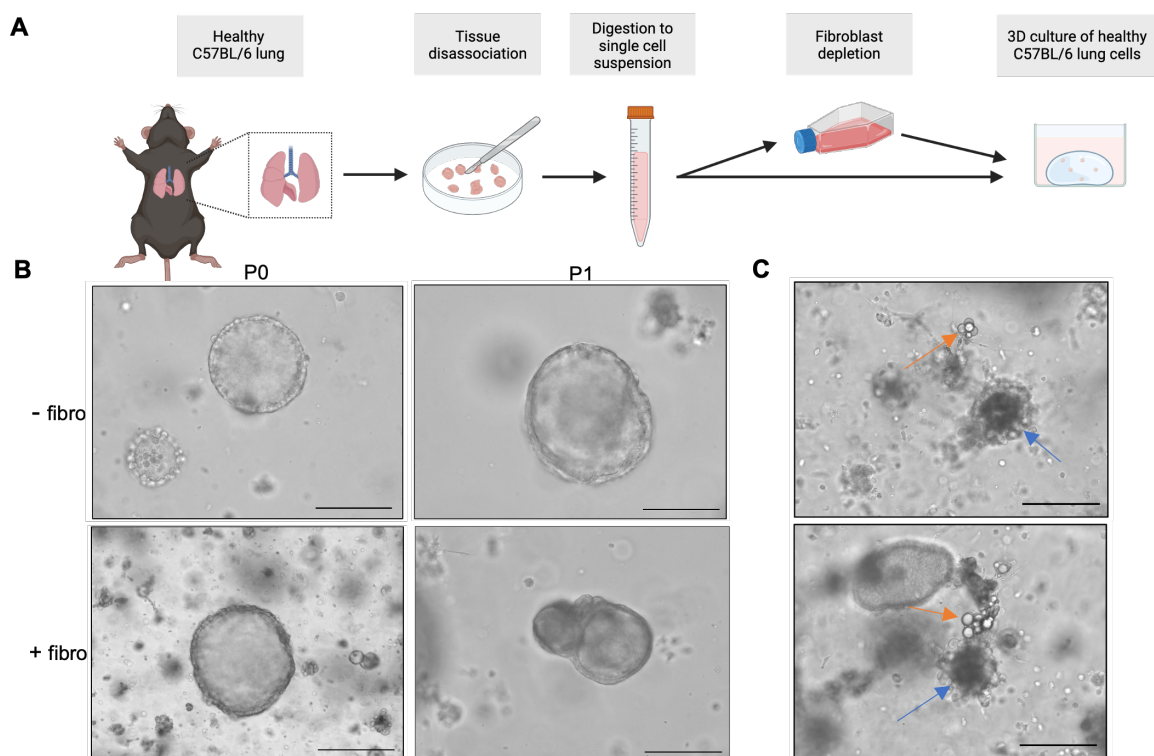 A
Healthy
C57BL/6 lung
Tissue
disassociation
Digestion to
single cell
suspension
Fibroblast
depletion
3D culture of healthy
C57BL/6 lung cells
B
P0
P1
C
- fibro
+ fibro